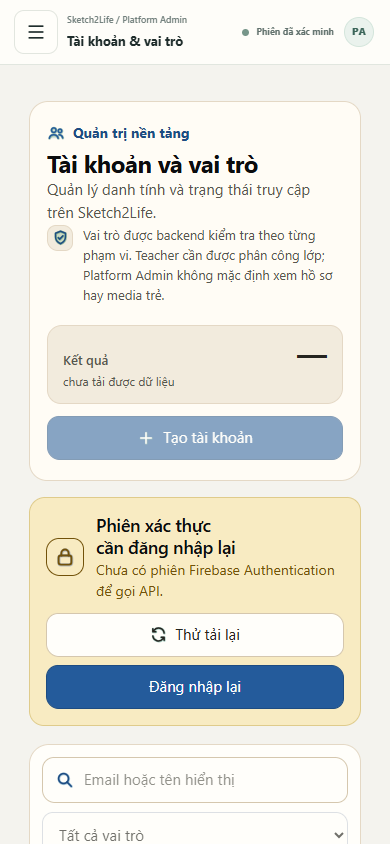 Sketch2Life / Platform Admin
Tài khoản & vai trò
Phiên đã xác minh
PA
Quản trị nền tảng
Tài khoản và vai trò
Quản lý danh tính và trạng thái truy cập
trên Sketch2Life.
Vai trò được backend kiểm tra theo từng
phạm vi. Teacher cần được phân công lớp;
Platform Admin không mặc định xem hồ sơ
hay media trẻ.
Kết quả
—
chưa tải được dữ liệu
Tạo tài khoản
Phiên xác thực
cần đăng nhập lại
Chưa có phiên Firebase Authentication
để gọi API.
Thử tải lại
Đăng nhập lại
Email hoặc tên hiển thị
Tất cả vai trò